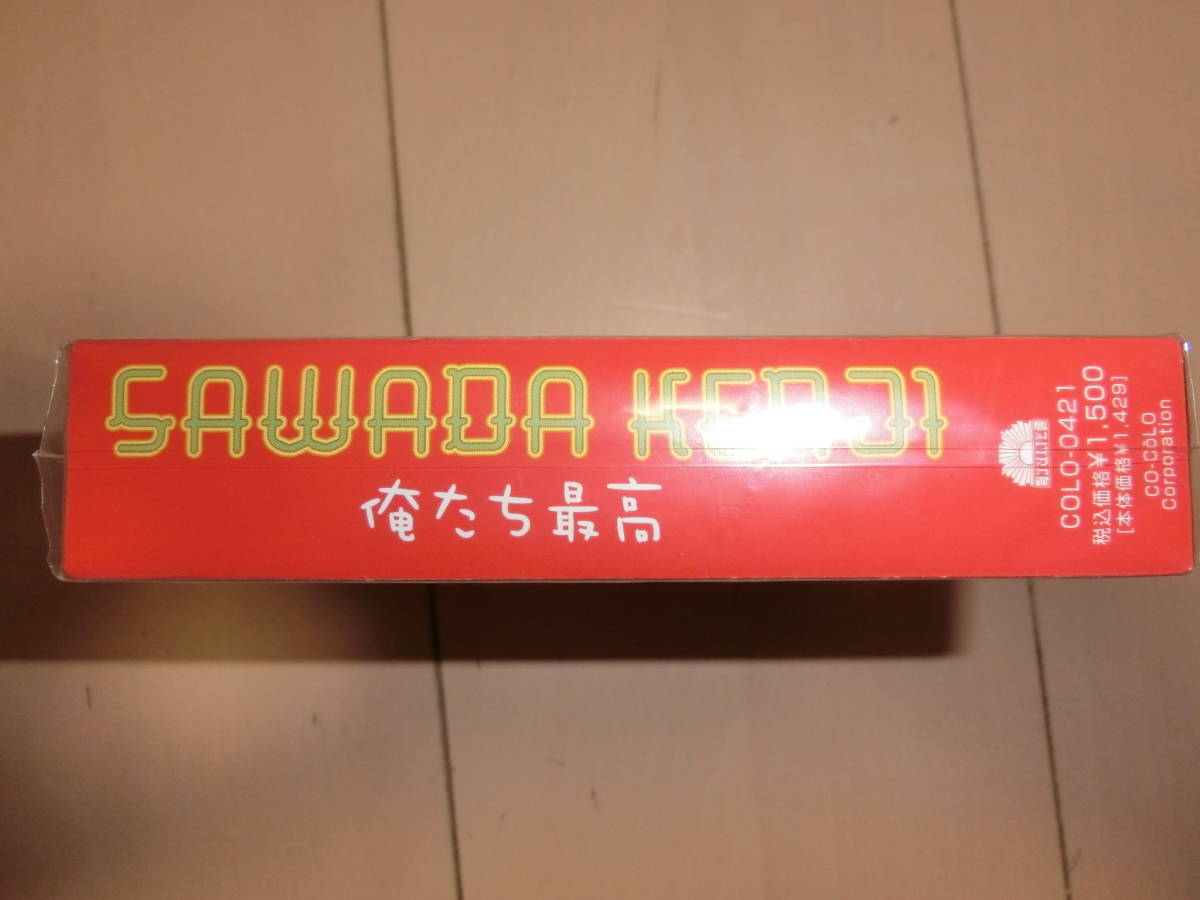 SAWADA KENJI
俺たち最高
COLO-0421
税込価格¥1,500
[本体価格¥1,429]
CO-CóLO
corporation